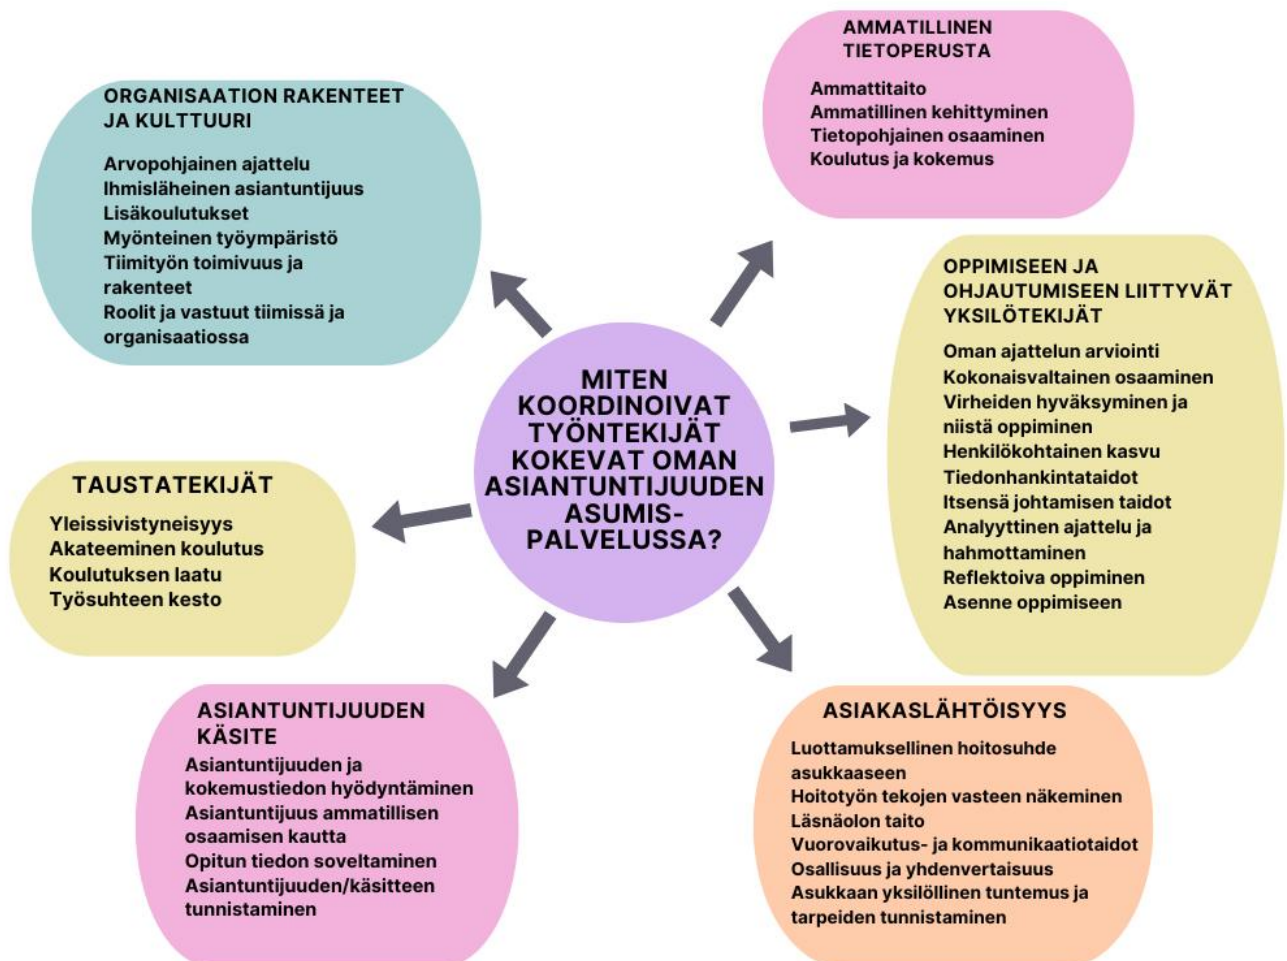 AMMATILLINEN
TIETOPERUSTA
Ammattitaito
Ammatillinen kehittyminen
Tietopohjainen osaaminen
Koulutus ja kokemus
ORGANISAATION RAKENTEET
JA KULTTUURI
Arvopohjainen ajattelu
Ihmisläheinen asiantuntijuus
Lisäkoulutukset
Myönteinen työympäristö
Tiimityön toimivuus ja
rakenteet
Roolit ja vastuut tiimissä ja
organisaatiossa
OPPIMISEEN JA
OHJAUTUMISEEN LIITTYVÄT
YKSILÖTEKIJÄT
Oman ajattelun arviointi
Kokonaisvaltainen osaaminen
Virheiden hyväksyminen ja
niistä oppiminen
Henkilökohtainen kasvu
Tiedonhankintataidot
Itsensä johtamisen taidot
Analyyttinen ajattelu ja
hahmottaminen
Reflektoiva oppiminen
Asenne oppimiseen
MITEN
KOORDINOIVAT
TYÖNTEKIJÄT
KOKEVAT OMAN
ASIANTUNTIJUUDEN
ASUMIS-
PALVELUSSA?
TAUSTATEKIJÄT
Yleissivistyneisyys
Akateeminen koulutus
Koulutuksen laatu
Työsuhteen kesto
ASIANTUNTIJUUDEN
KÄSITE
Asiantuntijuuden ja
kokemustiedon hyödyntäminen
Asiantuntijuus ammatillisen
osaamisen kautta
Opitun tiedon soveltaminen
Asiantuntijuuden/käsitteen
tunnistaminen
ASIAKASLÄHTÖISYYS
Luottamuksellinen hoitosuhde
asukkaaseen
Hoitotyön tekojen vasteen näkeminen
Läsnäolon taito
Vuorovaikutus- ja kommunikaatiotaidot
Osallisuus ja yhdenvertaisuus
Asukkaan yksilöllinen tuntemus ja
tarpeiden tunnistaminen